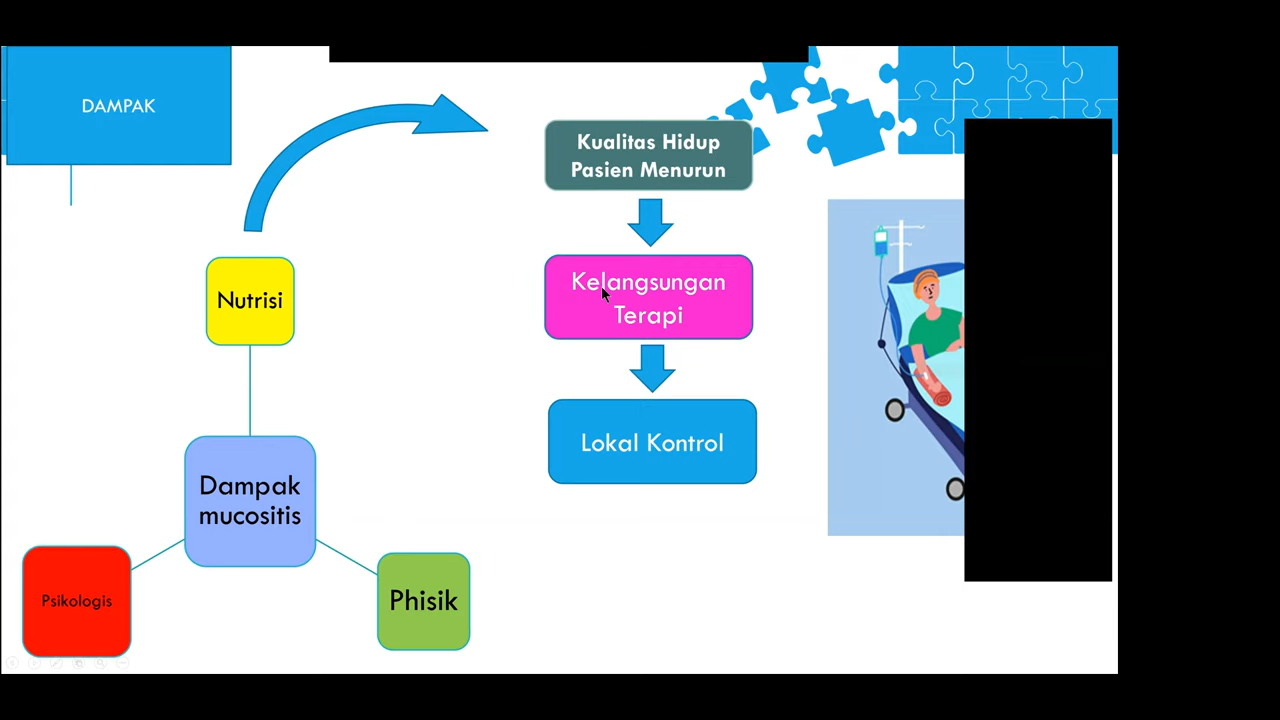 DAMPAK
Kualitas Hidup
Pasien Menurun
Kelangsungan
Terapi
Lokal Kontrol
Nutrisi
Dampak
mucositis
Psikologis
Phisik